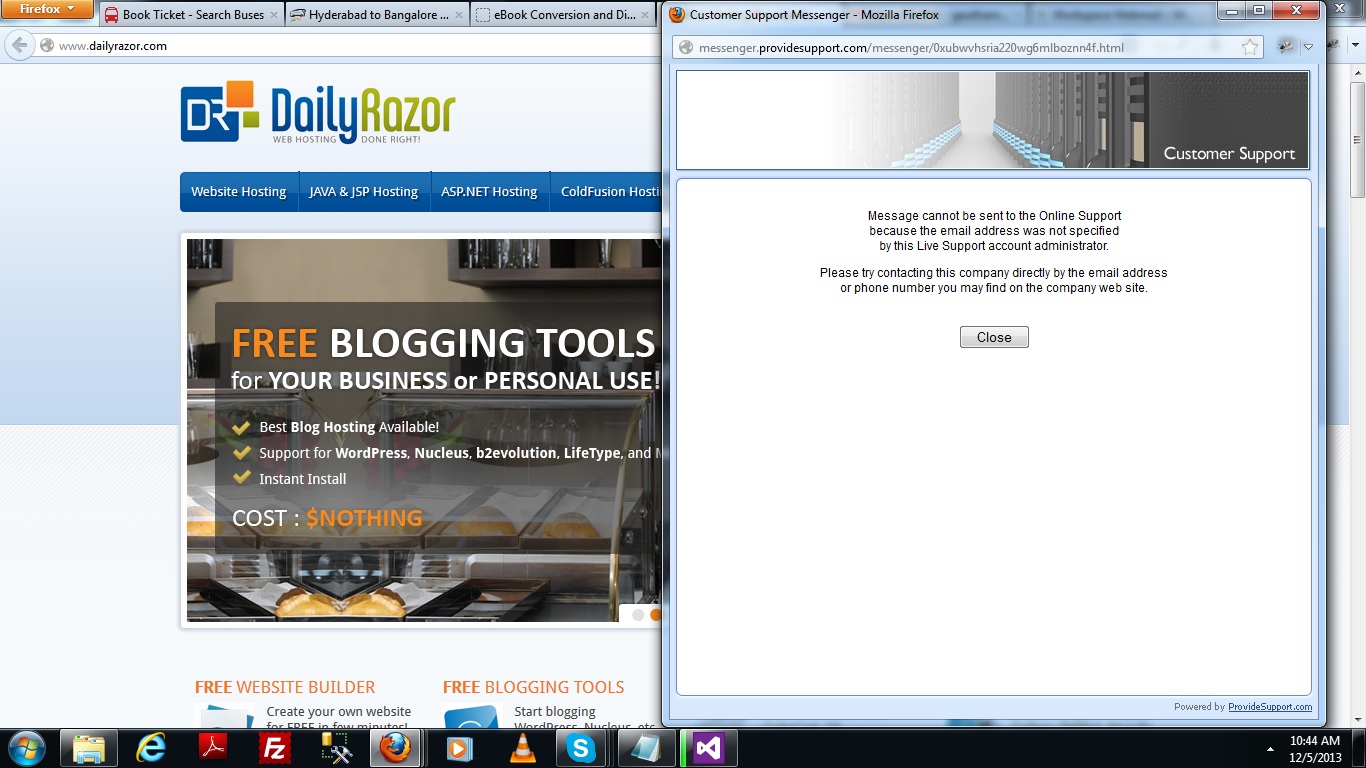 Firefox
Book Ticket - Search Buses
Hyderabad to Bangalore ...
eBook Conversion and Di...
www.dailyrazor.com
DR
DailyRazor
WEB HOSTING DONE RIGHT!
Website Hosting
JAVA & JSP Hosting
ASP.NET Hosting
ColdFusion Hosti
FREE BLOGGING TOOLS
for YOUR BUSINESS or PERSONAL USE!
Best Blog Hosting Available!
Support for WordPress, Nucleus, b2evolution, LifeType, and M
Instant Install
COST : $NOTHING
FREE WEBSITE BUILDER
Create your own website
for FREE in few minutes!
FREE BLOGGING TOOLS
Start blogging
WordPress, Nucleus, etc
Customer Support Messenger - Mozilla Firefox
messenger.providesupport.com/messenger/0xubwvhsria220wg6mlboznn4f.html
Customer Support
Message cannot be sent to the Online Support
because the email address was not specified
by this Live Support account administrator.
Please try contacting this company directly by the email address
or phone number you may find on the company web site.
Close
Powered by ProvideSupport.com
10:44 AM
12/5/2013